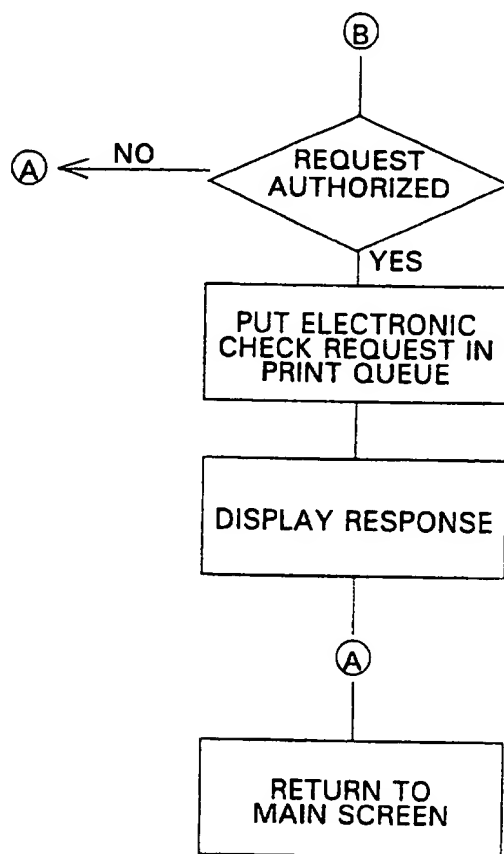 B
A
NO
REQUEST
AUTHORIZED
YES
PUT ELECTRONIC
CHECK REQUEST IN
PRINT QUEUE
DISPLAY RESPONSE
A
RETURN TO
MAIN SCREEN